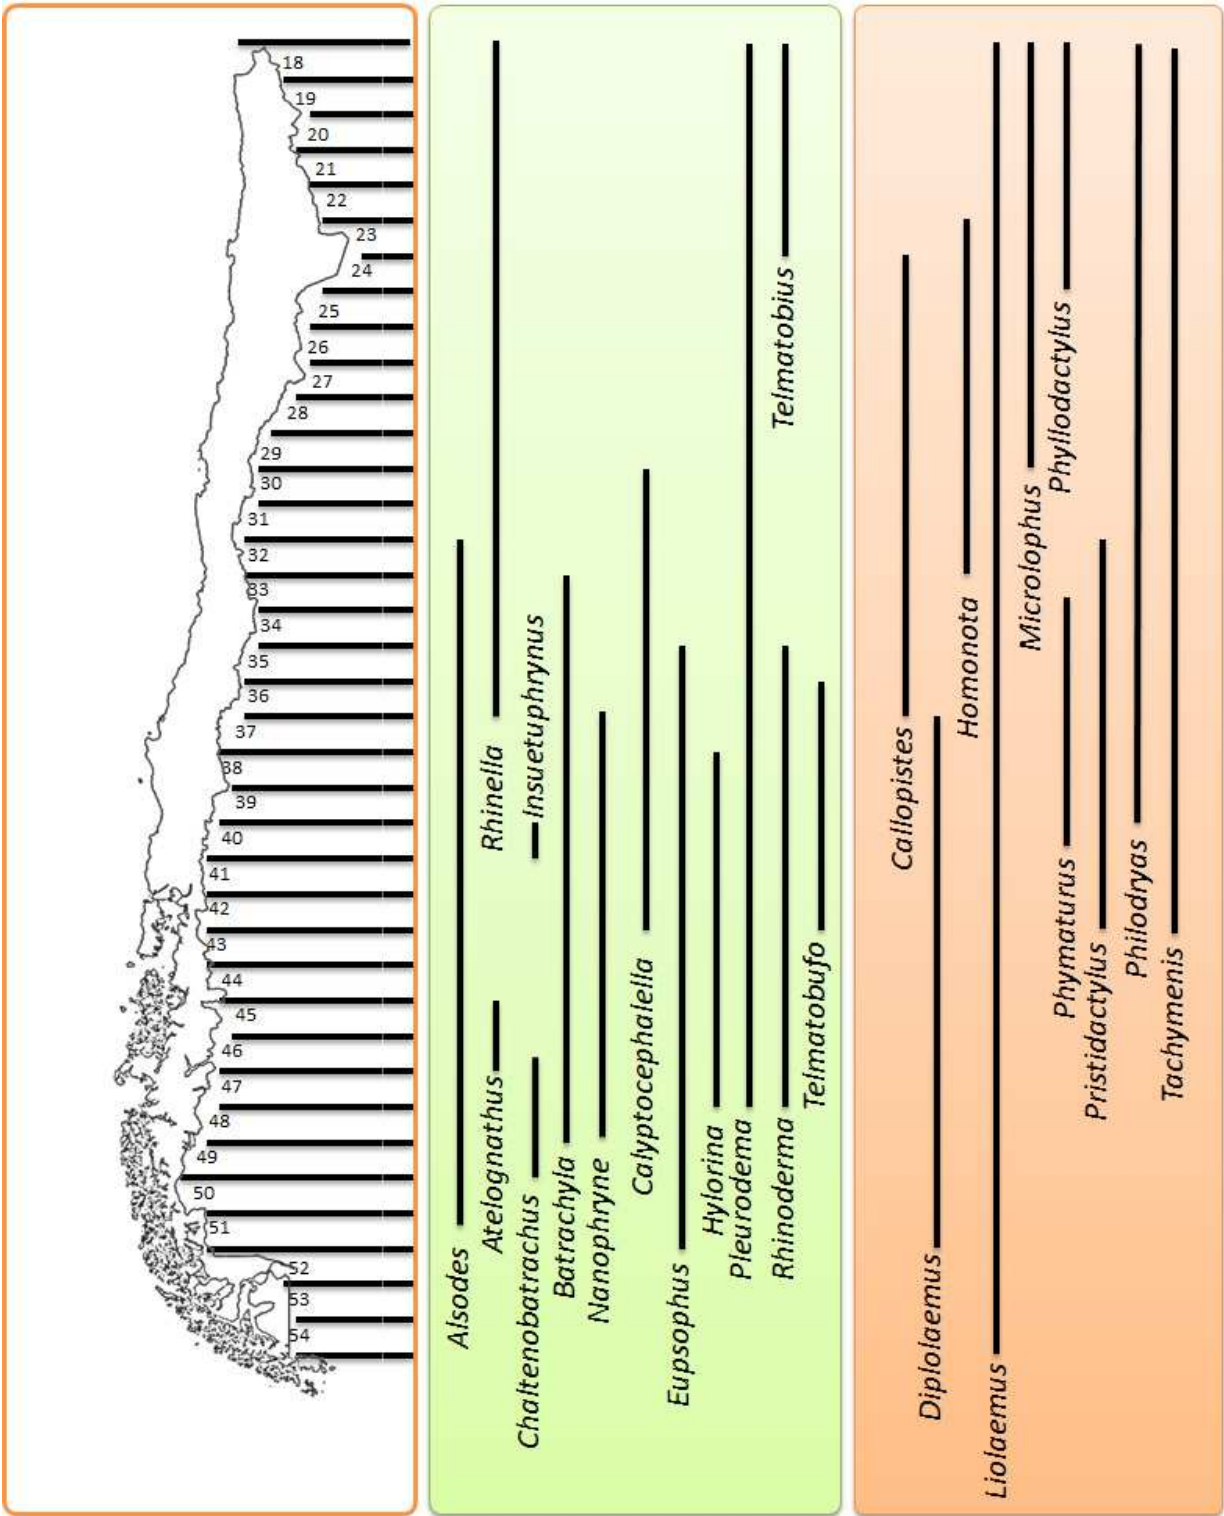 18
19
20
21
22
23
24
25
26
27
28
29
30
31
32
33
34
35
36
37
38
39
40
41
42
43
44
45
46
47
48
49
50
51
52
53
54
Alsodes
Rhinella
Atelognathus
Insuetuphrynus
Chaltenobatrachus
Batrachyla
Nanophryne
Calyptocephalella
Eupsophus
Hylorina
Pleurodema
Telmatobius
Rhinoderma
Telmatobufo
Callopistes
Diplolaemus
Homonota
Liolaemus
Microlophus
Phyllodactylus
Phymaturus
Pristidactylus
Philodryas
Tachymenis